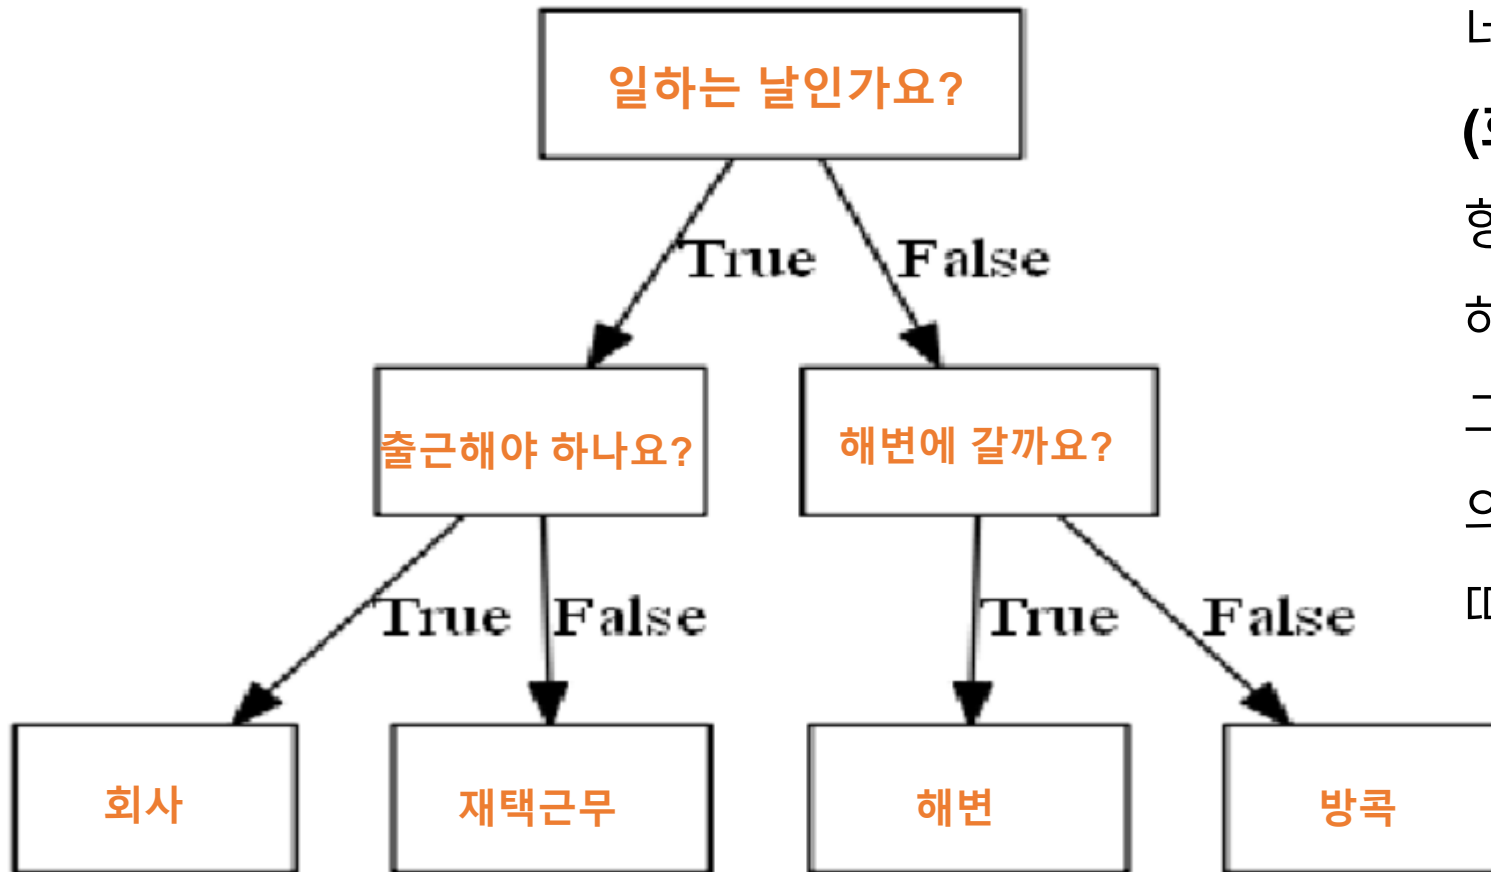 일하는 날인가요?
True
False
출근해야 하나요?
해변에 갈까요?
True
False
True
False
회사
재택근무
해변
방콕